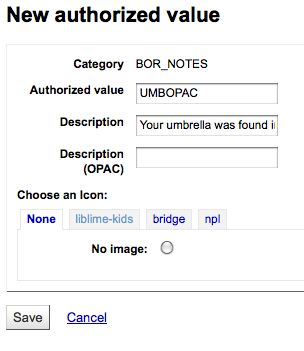 New authorized value
Category BOR_NOTES
Authorized value UMBOPAC
Description Your umbrella was found i
Description
(OPAC)
Choose an Icon:
None liblime-kids bridge npl
No image:
Save Cancel